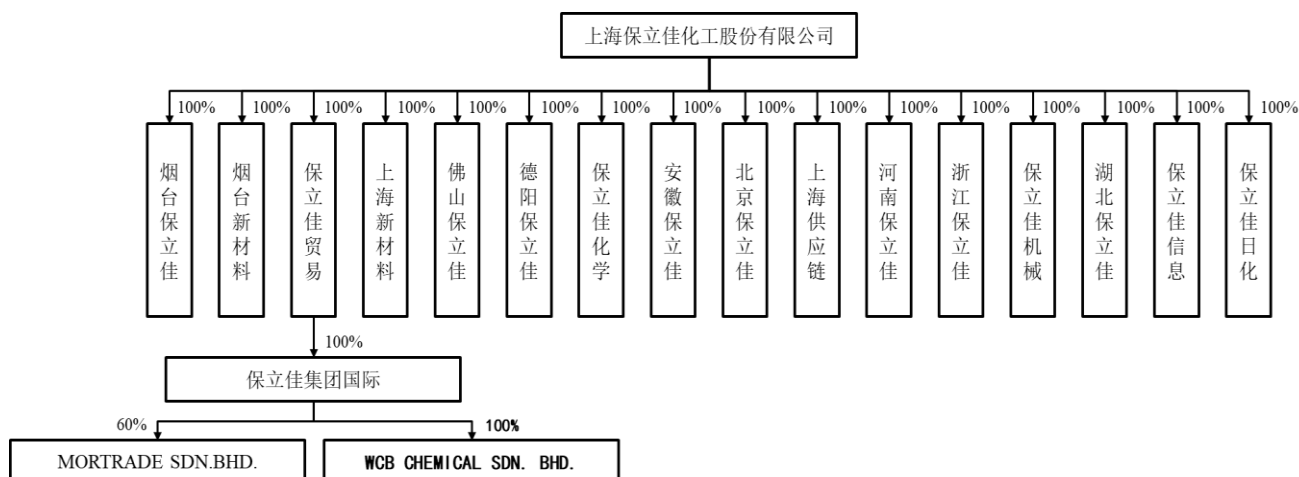 上海保立佳化工股份有限公司
100% 100% 100% 100% 100% 100% 100% 100% 100% 100% 100% 100% 100% 100% 100% 100%
烟台保立佳
烟台新材料
保立佳贸易
上海新材料
佛山保立佳
德阳保立佳
保立佳化学
安徽保立佳
北京保立佳
上海供应链
河南保立佳
浙江保立佳
保立佳机械
湖北保立佳
保立佳信息
保立佳日化
100%
保立佳集团国际
60% 100%
MORTRADE SDN.BHD.
WCB CHEMICAL SDN. BHD.